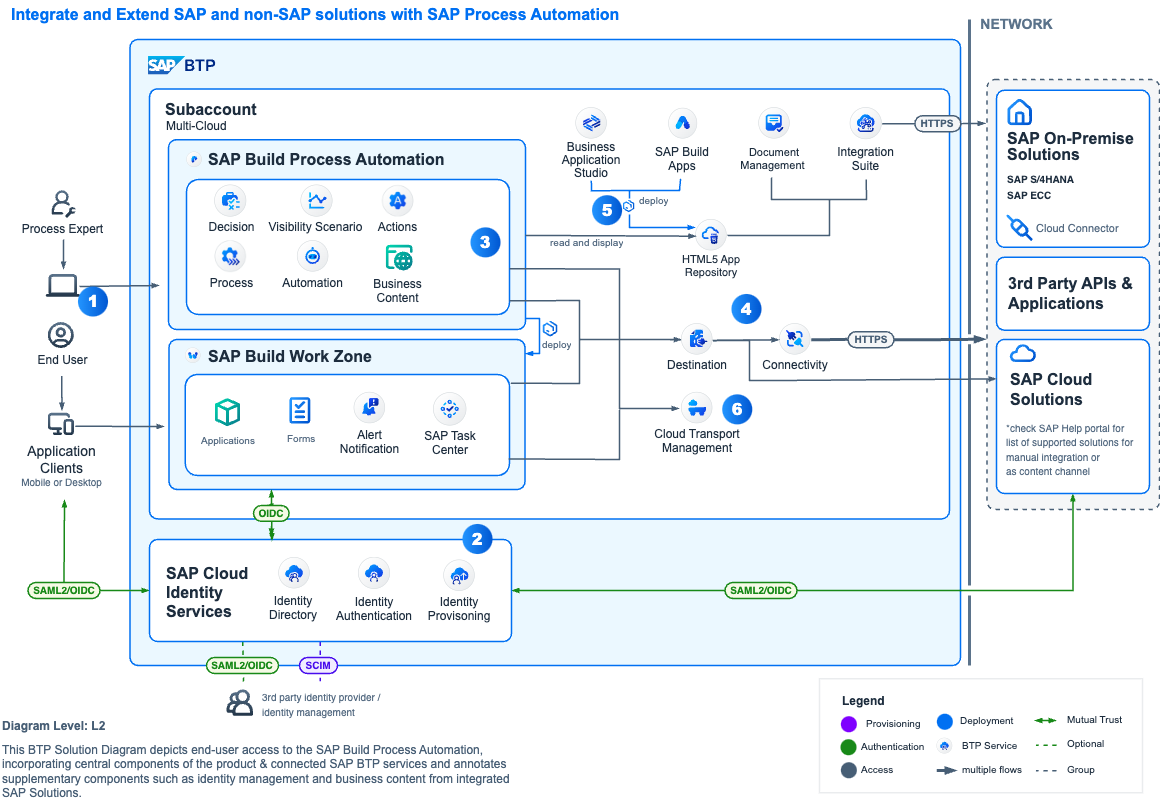 Integrate and Extend SAP and non-SAP solutions with SAP Process Automation
NETWORK
SAP BTP
Subaccount
Multi-Cloud
SAP Build Process Automation
Decision
Visibility Scenario
Actions
Process
Automation
Business
Content
3
Business
Application
Studio
SAP Build
Apps
Document
Management
Integration
Suite
HTTPS
5
deploy
read and display
HTML5 App
Repository
SAP On-Premise
Solutions
SAP S/4HANA
SAP ECC
Cloud Connector
3rd Party APIs &
Applications
Process Expert
1
End User
Application
Clients
Mobile or Desktop
deploy
SAP Build Work Zone
Applications
Forms
Alert
Notification
SAP Task
Center
4
Destination
Connectivity
HTTPS
6
Cloud Transport
Management
SAP Cloud
Solutions
*check SAP Help portal for
list of supported solutions for
manual integration or
as content channel
OIDC
2
SAP Cloud
Identity
Services
Identity
Directory
Identity
Authentication
Identity
Provisioning
SAML2/OIDC
SAML2/OIDC
SAML2/OIDC
SCIM
3rd party identity provider /
identity management
Diagram Level: L2
This BTP Solution Diagram depicts end-user access to the SAP Build Process Automation,
incorporating central components of the product & connected SAP BTP services and annotates
supplementary components such as identity management and business content from integrated
SAP Solutions.
Legend
Provisioning
Deployment
Mutual Trust
Authentication
BTP Service
Optional
Access
multiple flows
Group